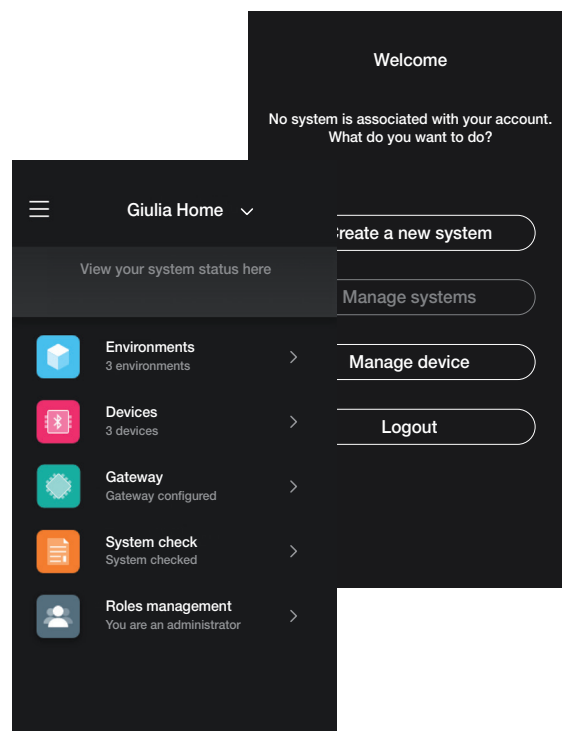 Welcome
No system is associated with your account.
What do you want to do?
reate a new system
Manage systems
Manage device
Logout
Giulia Home
View your system status here
Environments
3 environments
Devices
3 devices
Gateway
Gateway configured
System check
System checked
Roles management
You are an administrator